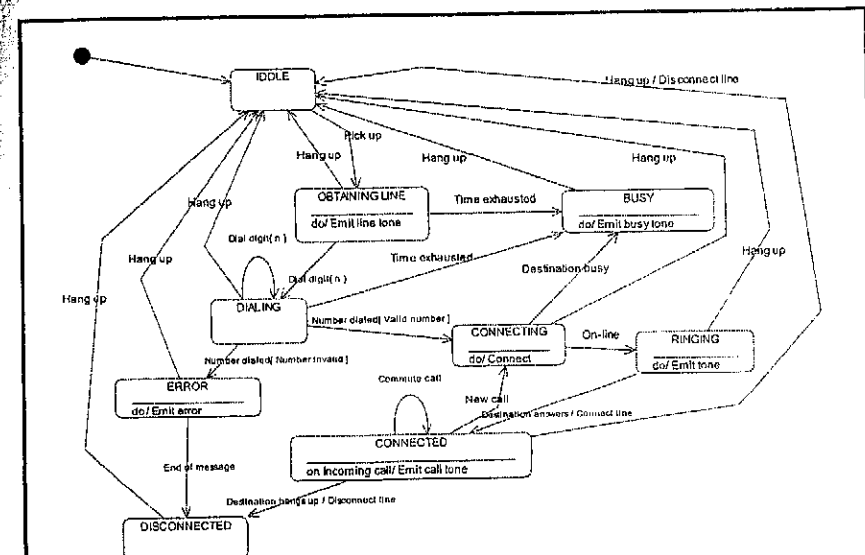 IDDLE
Hang up / Disconnect line
Pick up
Hang up
Hang up
Hang up
OBTAINING LINE
do/ Emit line tone
Time exhausted
BUSY
do/ Emit busy tone
Hang up
Dial digit( n )
Time exhausted
Hang up
Hang up
Destination busy
Dial digit( n )
Hang up
DIALING
Number dialed[ Valid number ]
CONNECTING
do/ Connect
On-line
RINGING
do/ Emit tone
Number dialed[ Number invalid ]
ERROR
do/ Emit error
Commute call
New call
Destination answers / Connect line
CONNECTED
on Incoming call/ Emit call tone
End of message
Destination hangs up / Disconnect line
DISCONNECTED